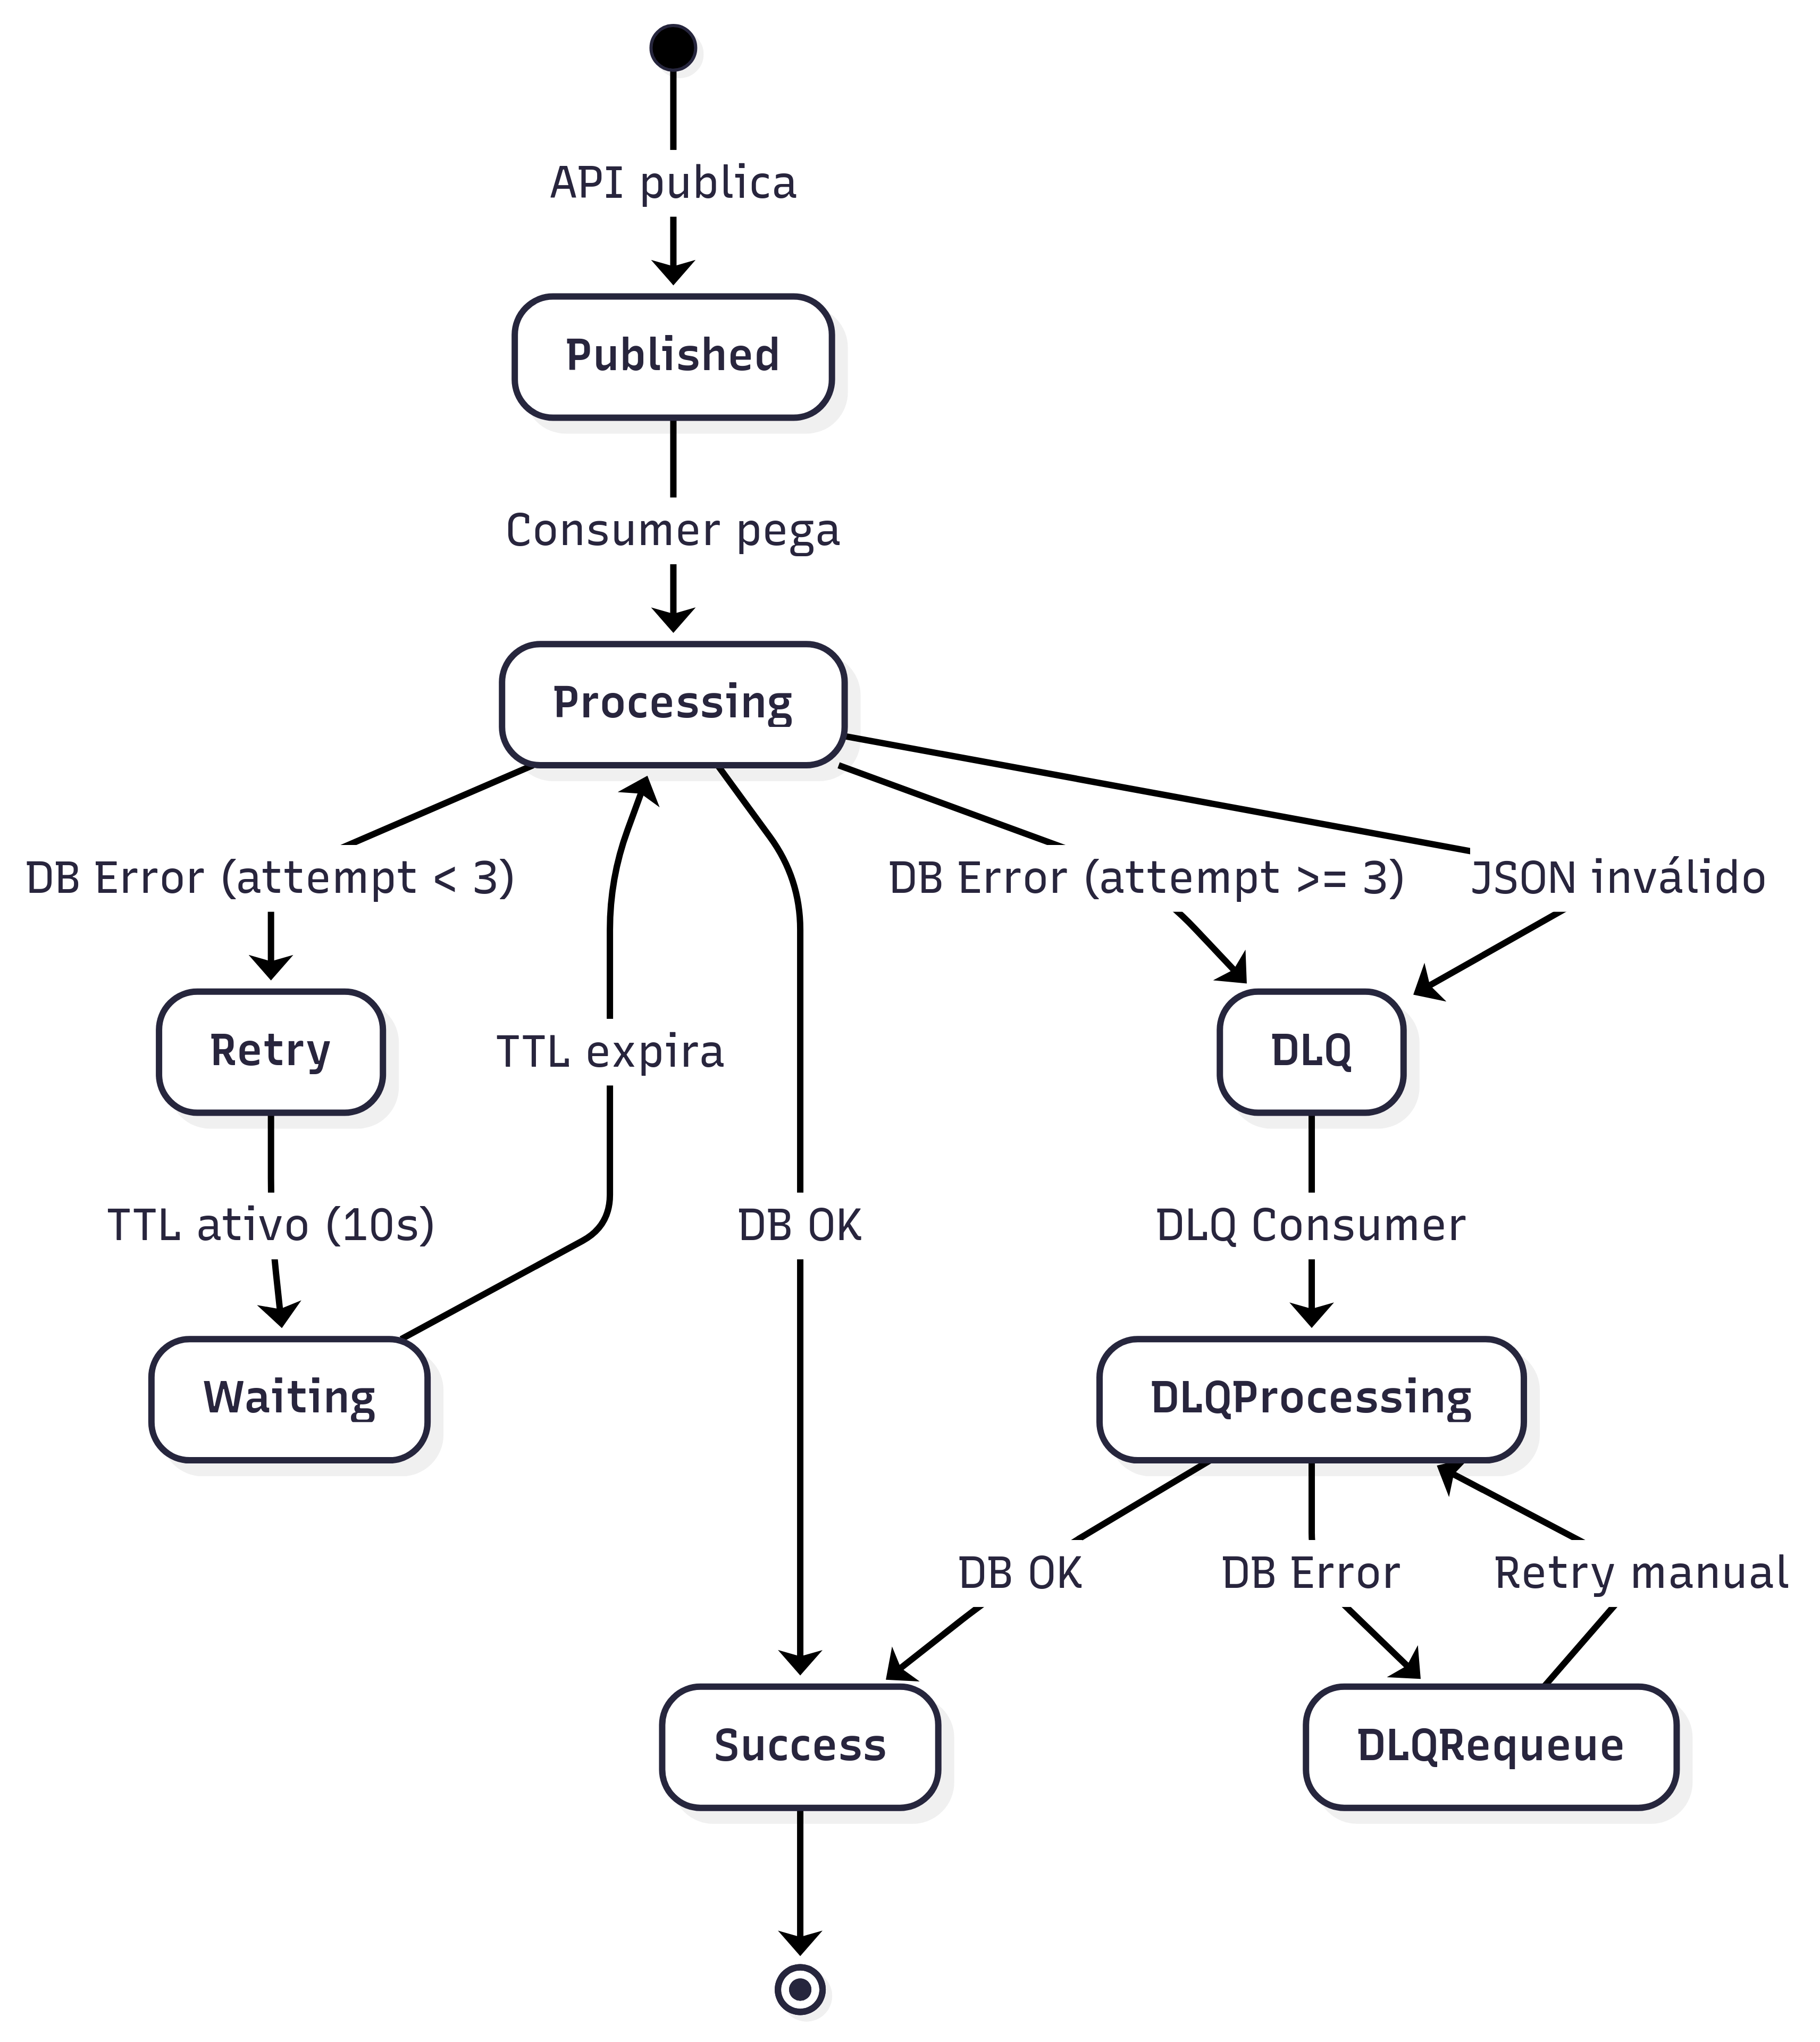 API publica
Published
Consumer pega
Processing
DB Error (attempt < 3)
DB Error (attempt >= 3)
JSON inválido
Retry
TTL expira
DLQ
TTL ativo (10s)
DB OK
DLQ Consumer
Waiting
DLQProcessing
DB OK
DB Error
Retry manual
Success
DLQRequeue